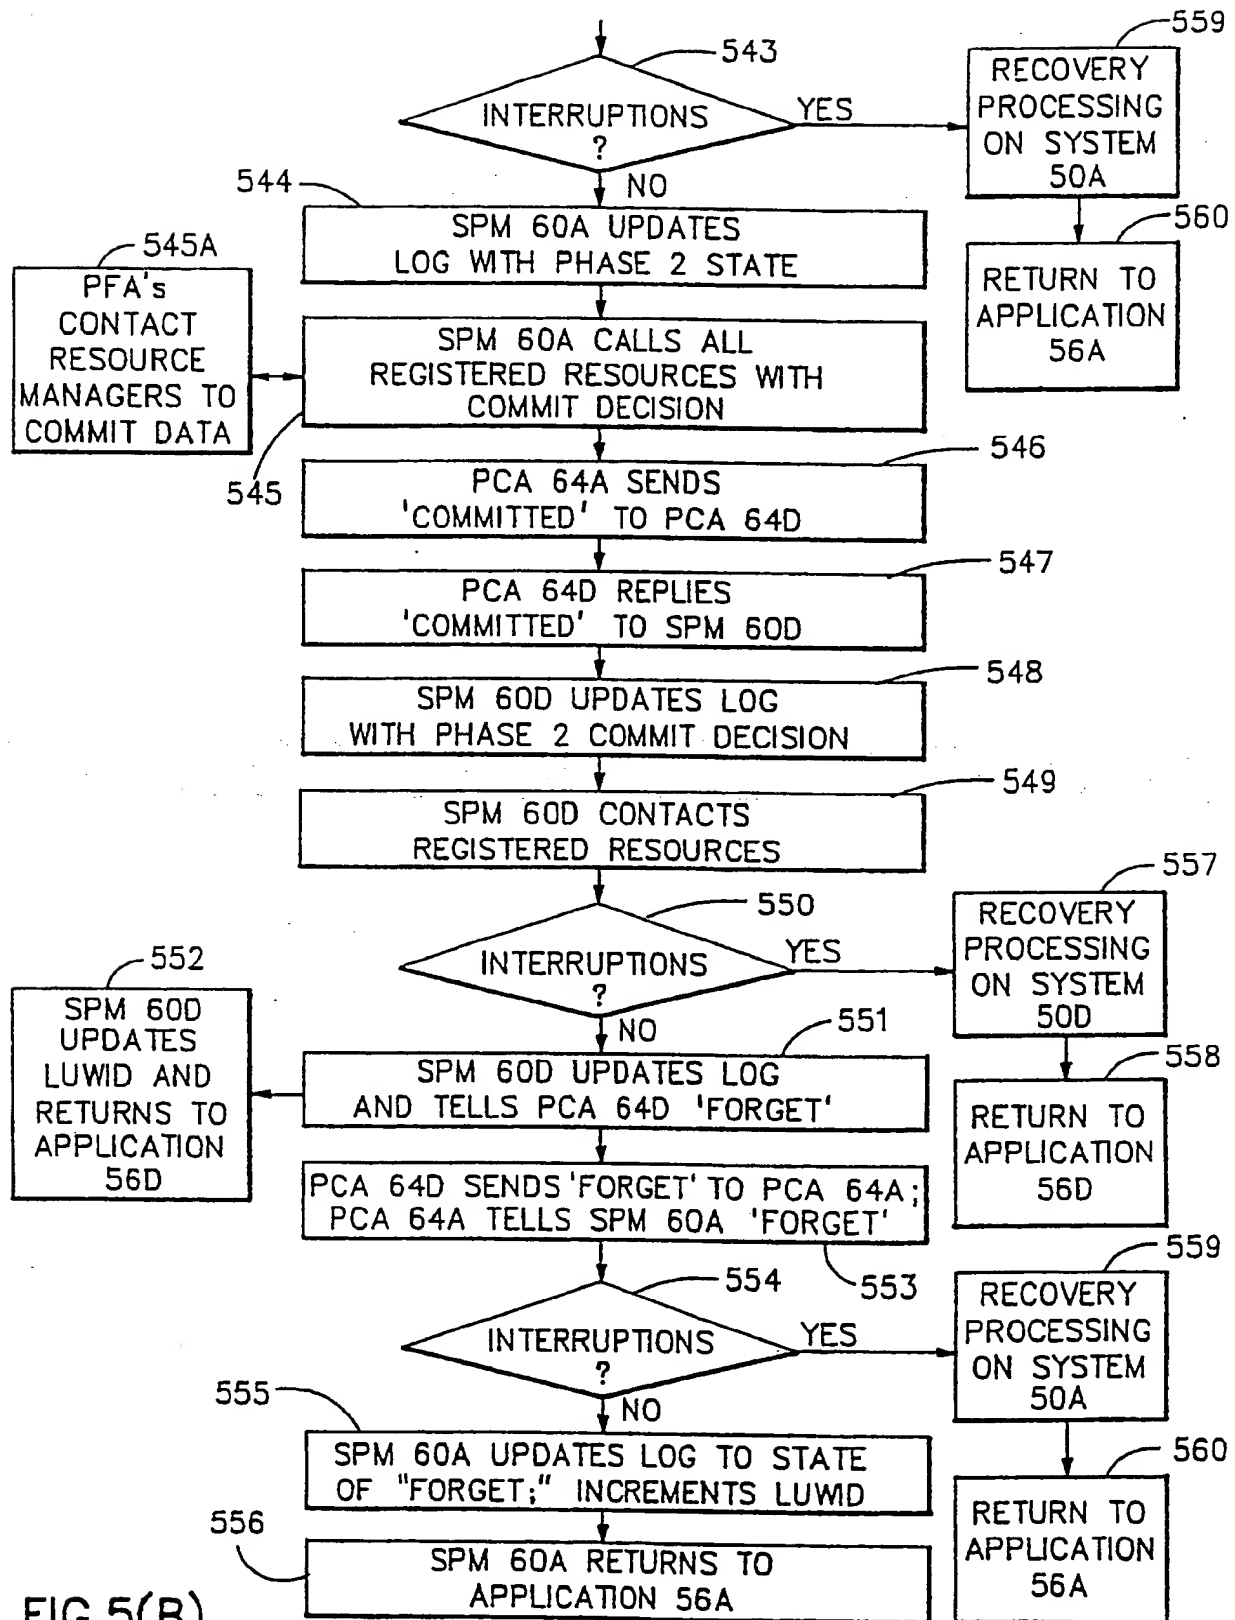 543
INTERRUPTIONS
?
YES
NO
559
RECOVERY
PROCESSING
ON SYSTEM
50A
560
RETURN TO
APPLICATION
56A
544
SPM 60A UPDATES
LOG WITH PHASE 2 STATE
545A
PFA's
CONTACT
RESOURCE
MANAGERS TO
COMMIT DATA
SPM 60A CALLS ALL
REGISTERED RESOURCES WITH
COMMIT DECISION
545
546
PCA 64A SENDS
'COMMITTED' TO PCA 64D
547
PCA 64D REPLIES
'COMMITTED' TO SPM 60D
548
SPM 60D UPDATES LOG
WITH PHASE 2 COMMIT DECISION
549
SPM 60D CONTACTS
REGISTERED RESOURCES
550
INTERRUPTIONS
?
YES
NO
557
RECOVERY
PROCESSING
ON SYSTEM
50D
558
RETURN TO
APPLICATION
56D
551
SPM 60D UPDATES LOG
AND TELLS PCA 64D 'FORGET'
552
SPM 60D
UPDATES
LUWID AND
RETURNS TO
APPLICATION
56D
PCA 64D SENDS 'FORGET' TO PCA 64A;
PCA 64A TELLS SPM 60A 'FORGET'
553
554
INTERRUPTIONS
?
YES
NO
559
RECOVERY
PROCESSING
ON SYSTEM
50A
560
RETURN TO
APPLICATION
56A
555
SPM 60A UPDATES LOG TO STATE
OF "FORGET;" INCREMENTS LUWID
556
SPM 60A RETURNS TO
APPLICATION 56A
FIG.5(B)